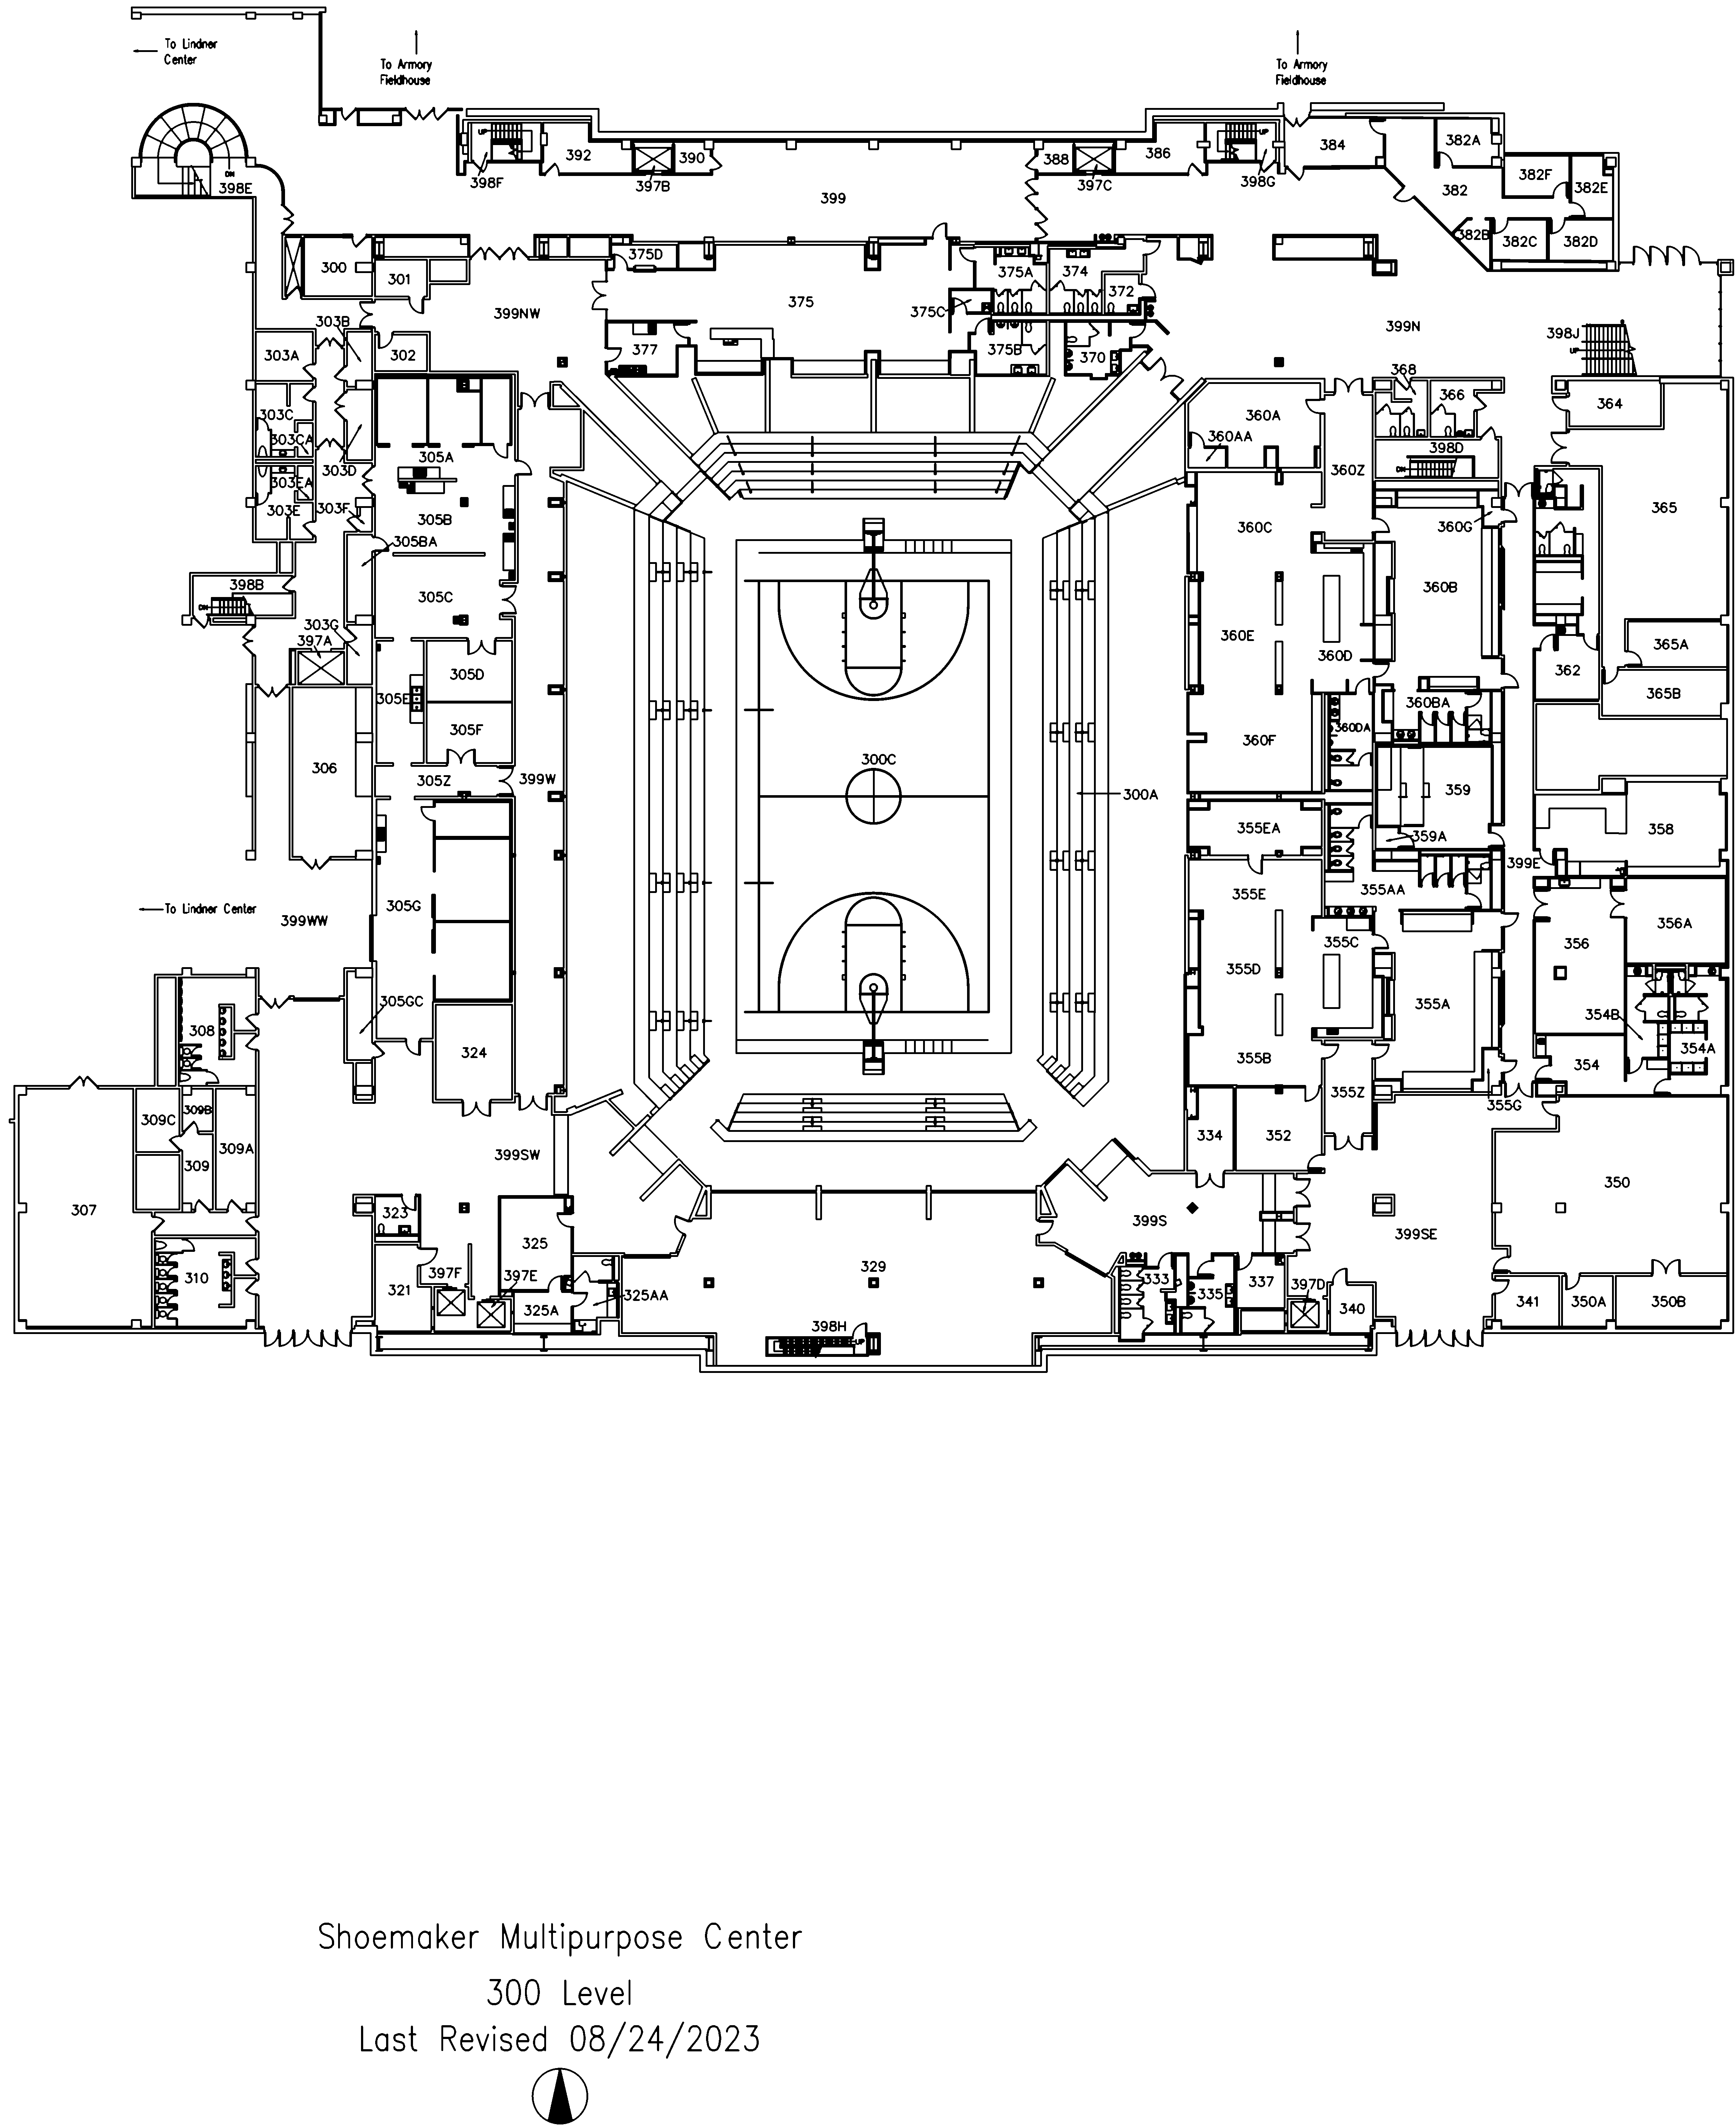 To Lindner
Center
To Armory
Fieldhouse
To Armory
Fieldhouse
UP
392
390
398F
397B
388
386
397C
UP
398G
384
382A
382F
382E
382
382B
382C
382D
DN
398E
399
300
301
375D
375A
374
372
375C
375
399NW
399N
398J
UP
303B
303A
302
377
375B
370
368
366
364
303C
303CA
303D
305A
360A
360AA
360Z
398D
DN
303EA
303E
303F
305B
305BA
360C
360G
365
398B
DN
305C
360B
303G
397A
360E
360D
365A
362
365B
305D
305E
305F
360BA
360DA
360F
300C
306
305Z
399W
300A
359
355EA
359A
358
399E
355E
355AA
To Lindner Center
399WW
305G
356A
356
355C
355D
355A
305GC
308
324
354B
354A
355B
354
309C
309B
309A
309
355Z
355G
334
352
399SW
307
323
350
399S
399SE
325
310
397F
321
397E
325A
325AA
329
333
335
337
397D
340
341
350A
350B
398H
UP
Shoemaker Multipurpose Center
300 Level
Last Revised 08/24/2023